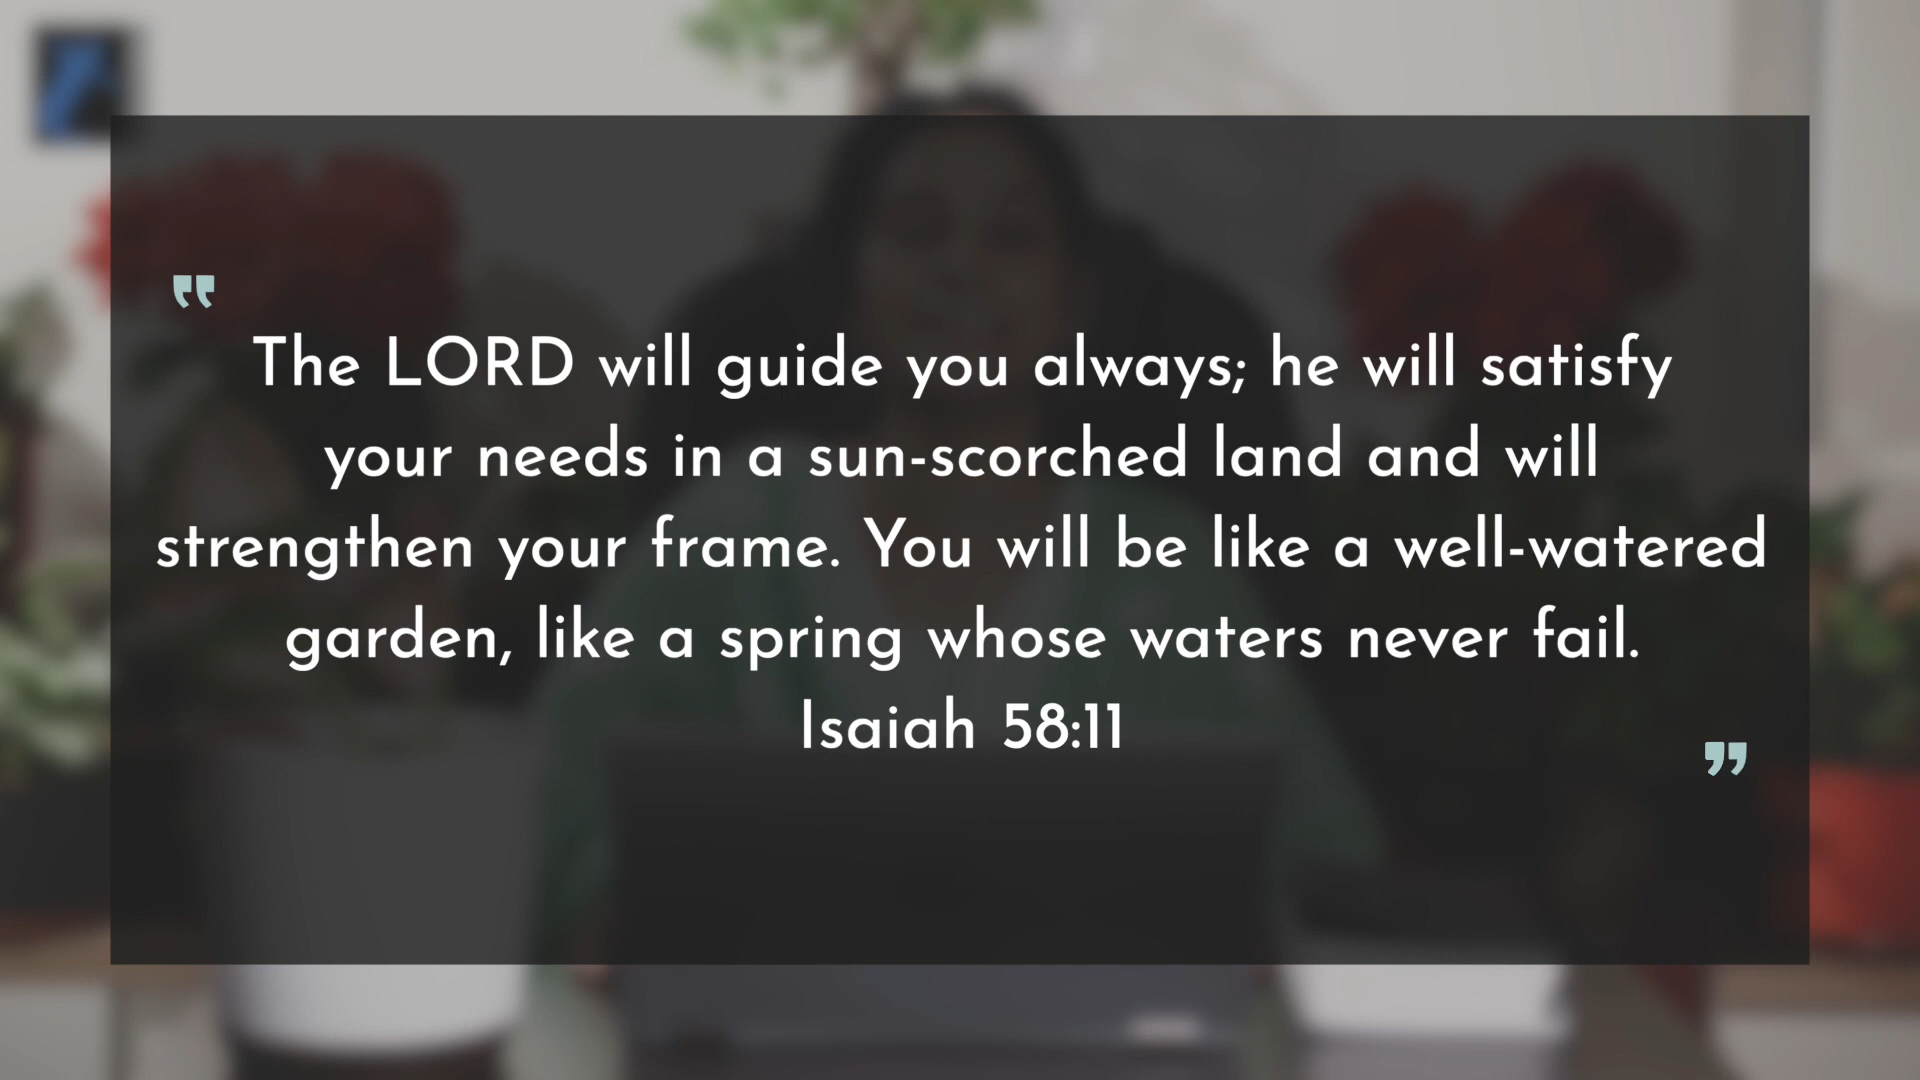 "
The LORD will guide you always; he will satisfy
your needs in a sun-scorched land and will
strengthen your frame. You will be like a well-watered
garden, like a spring whose waters never fail.
Isaiah 58:11
"